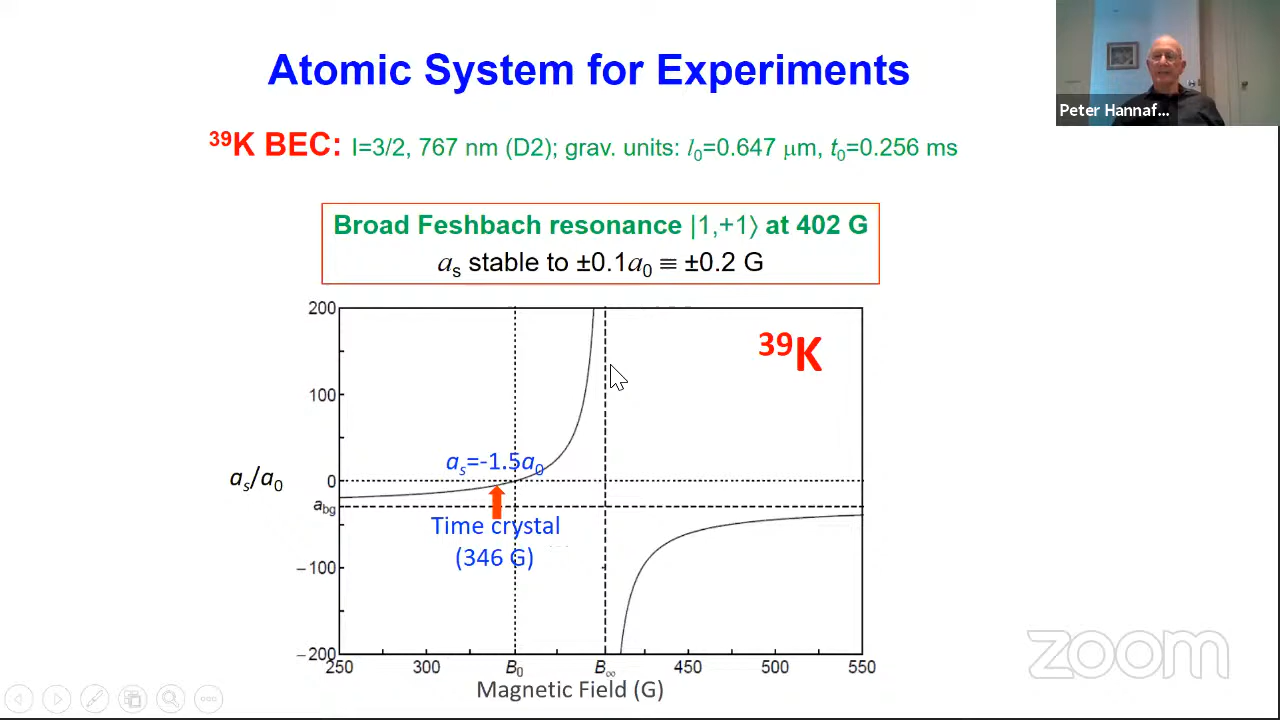 Atomic System for Experiments
Peter Hannaf...
³⁹K BEC: I=3/2, 767 nm (D2); grav. units: l₀=0.647 μm, t₀=0.256 ms
Broad Feshbach resonance |1,+1⟩ at 402 G
aₛ stable to ±0.1a₀ ≡ ±0.2 G
200
³⁹K
100
aₛ=-1.5a₀
aₛ/a₀
0
a_bg
Time crystal
(346 G)
−100
−200
250 300 B₀ B∞ 450 500 550
Magnetic Field (G)
zoom